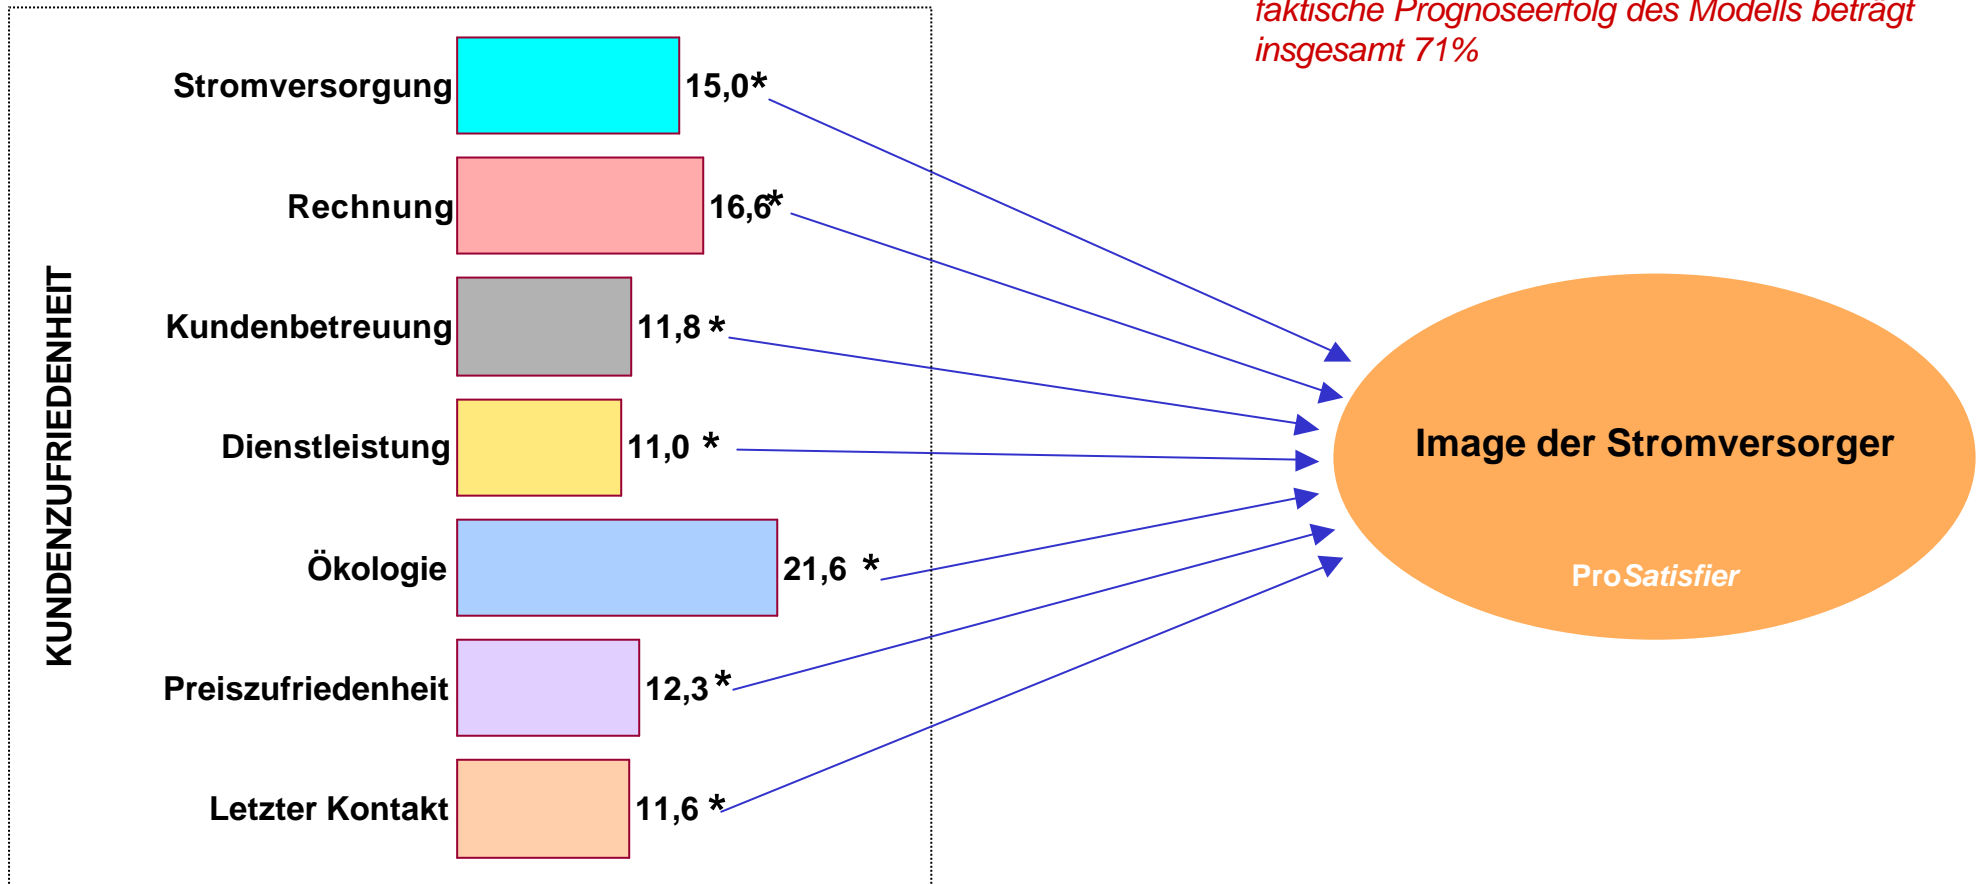 faktische Prognoseerfolg des Modells beträgt
insgesamt 71%
KUNDENZUFRIEDENHEIT
Stromversorgung 15,0*
Rechnung 16,6*
Kundenbetreuung 11,8 *
Dienstleistung 11,0 *
Ökologie 21,6 *
Preiszufriedenheit 12,3 *
Letzter Kontakt 11,6 *
Image der Stromversorger
ProSatisfier